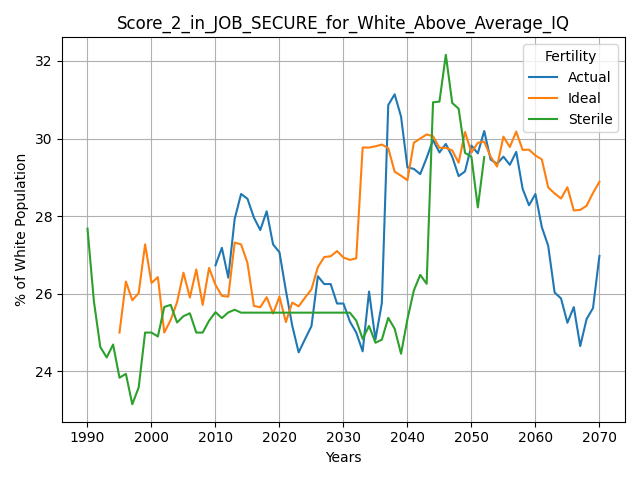 Score_2_in_JOB_SECURE_for_White_Above_Average_IQ
Fertility
Actual
Ideal
Sterile
% of White Population
32
30
28
26
24
1990 2000 2010 2020 2030 2040 2050 2060 2070
Years